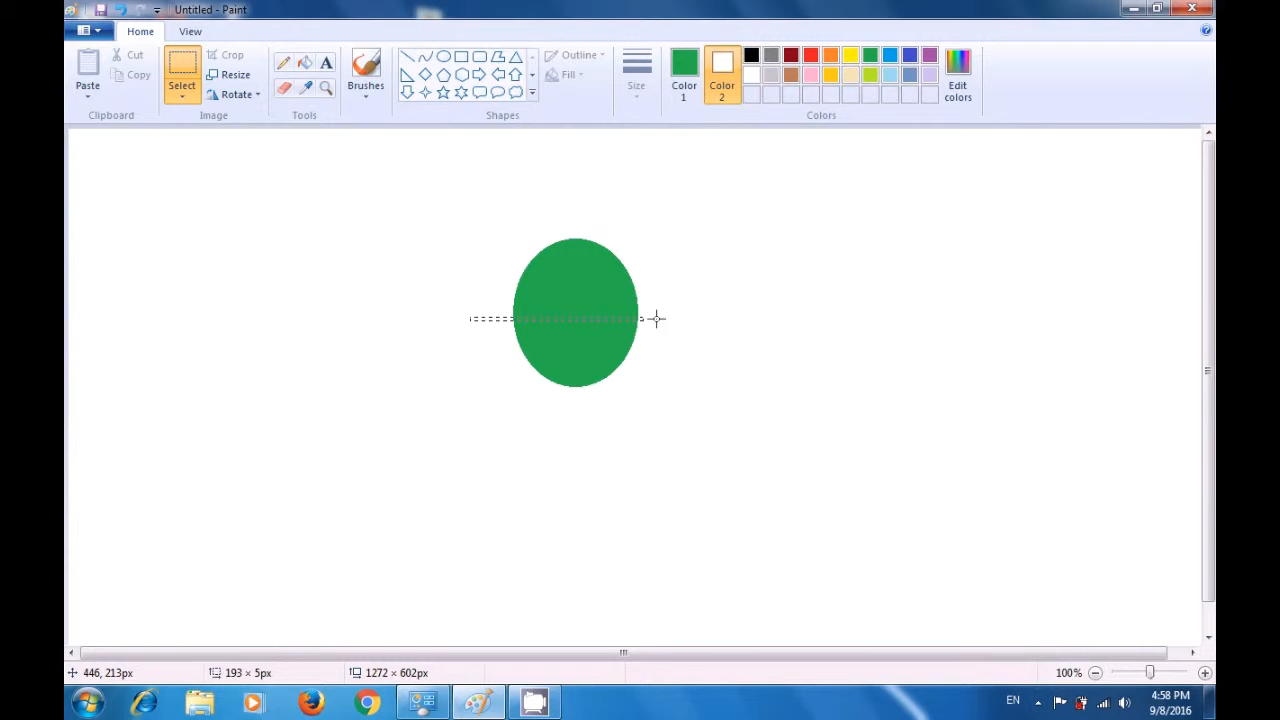 Untitled - Paint
Home
View
Paste
Cut
Copy
Clipboard
Select
Crop
Resize
Rotate
Image
A
Tools
Brushes
Outline
Fill
Shapes
Size
Color
1
Color
2
Edit
colors
Colors
446, 213px
193 × 5px
1272 × 602px
100%
EN
4:58 PM
9/8/2016